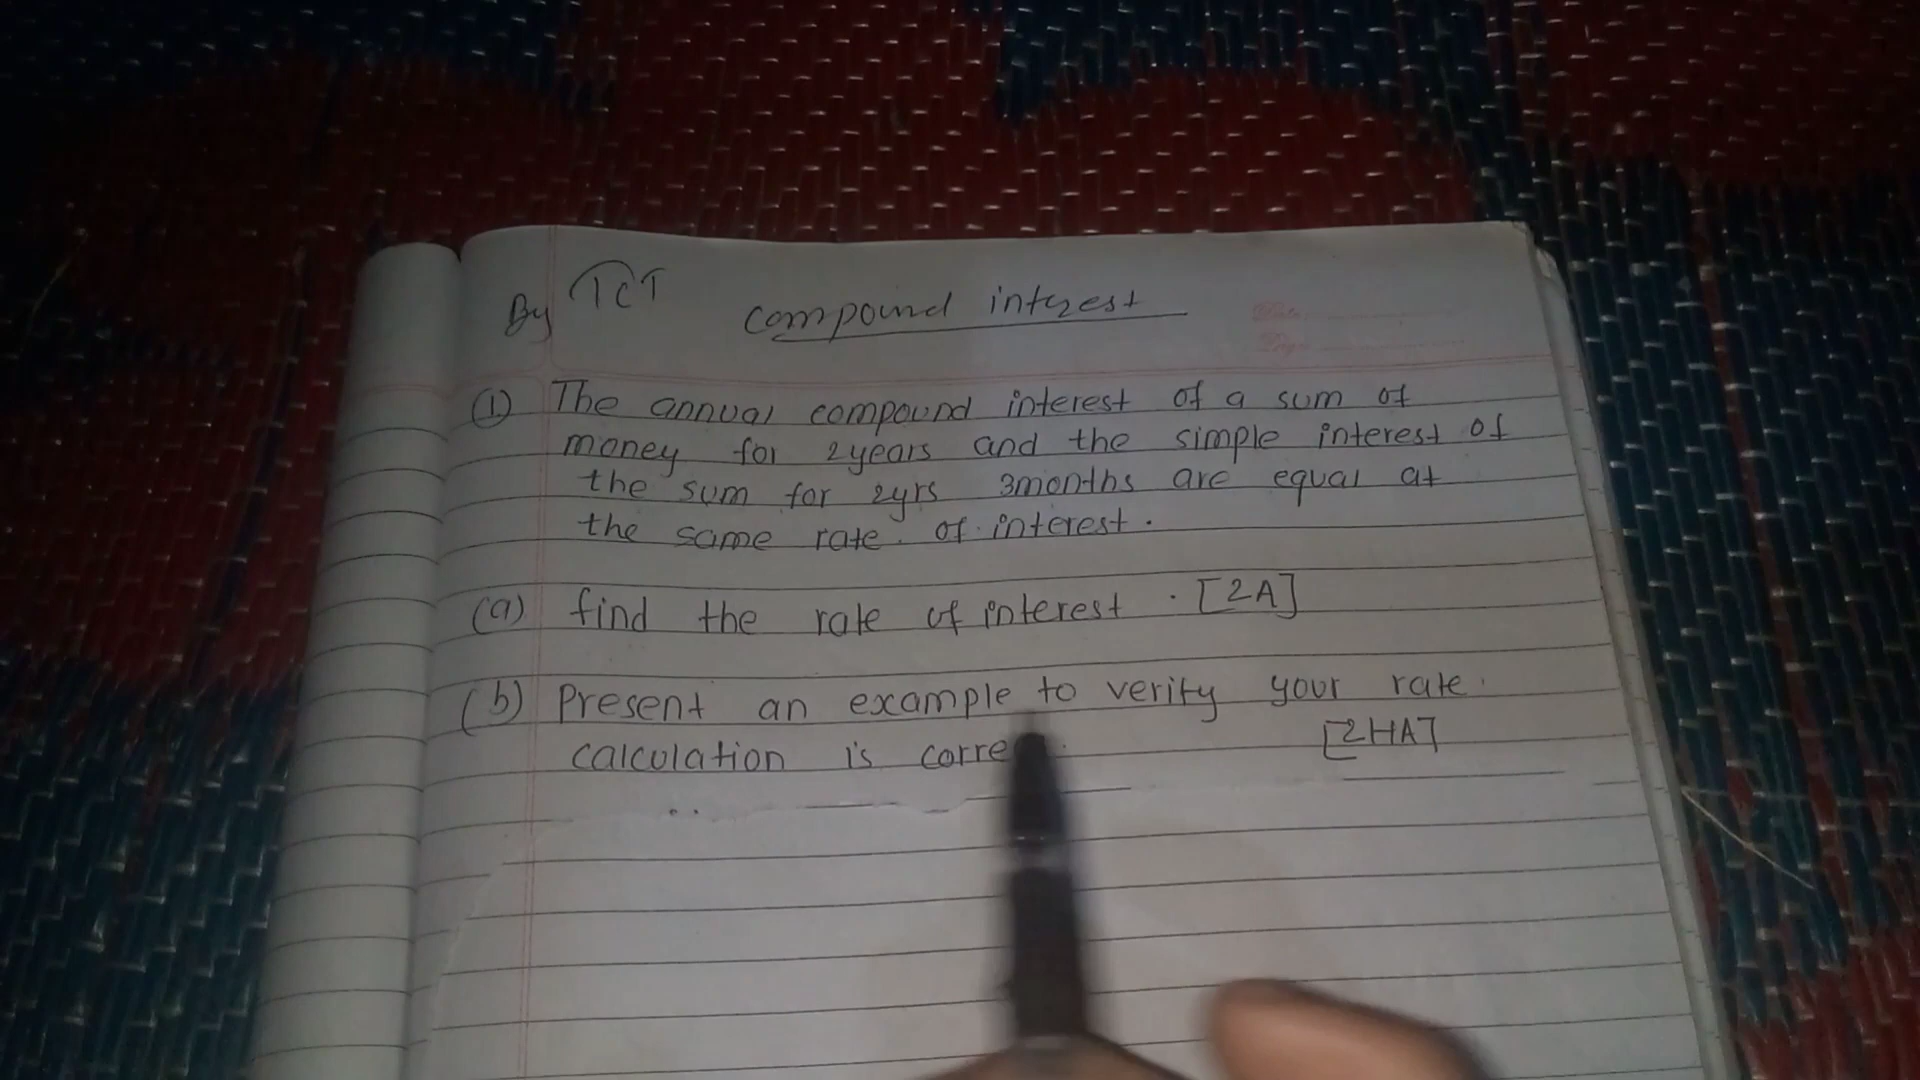 By TCT
compound interest
① The annual compound interest of a sum of
money for 2years and the simple interest of
the sum for 2yrs 3months are equal at
the same rate of interest.
(a) find the rate of interest. [2A]
(b) Present an example to verify your rate
calculation is corre
[2HA]